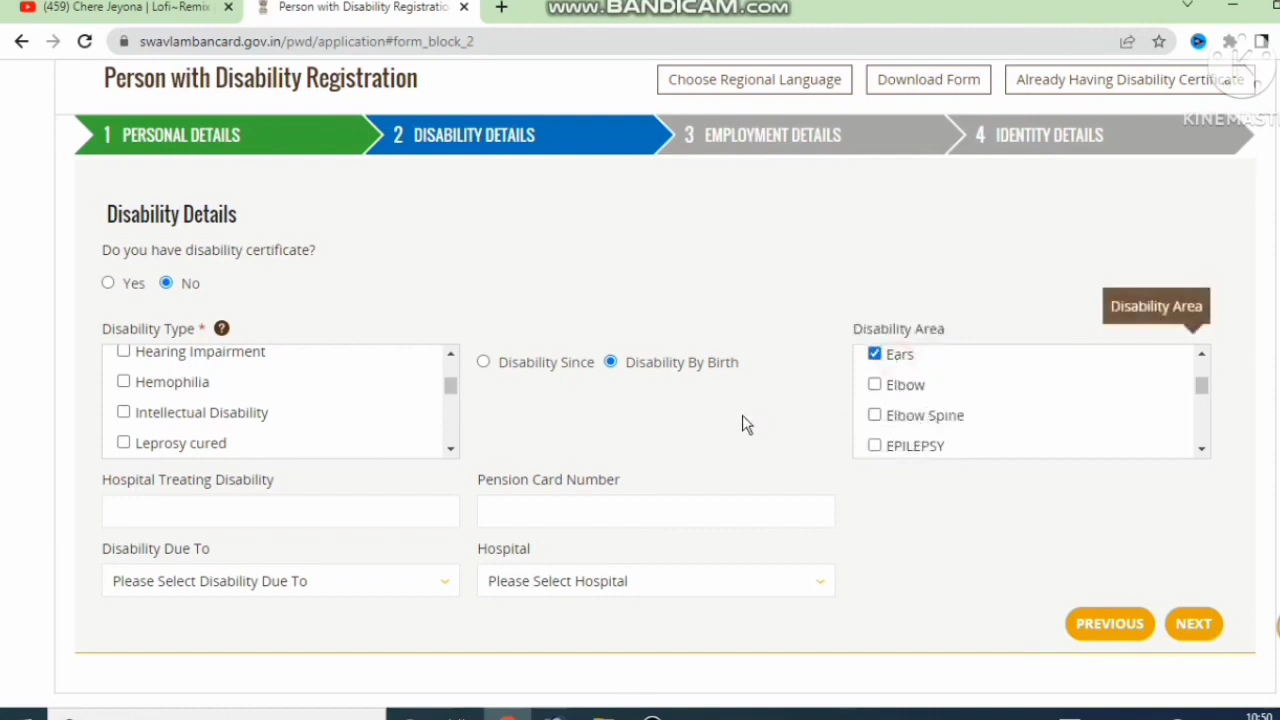 (459) Chere Jeyona | Lofi~Remix
Person with Disability Registratio
www.BANDICAM.com
swavlambancard.gov.in/pwd/application#form_block_2
Person with Disability Registration
Choose Regional Language
Download Form
Already Having Disability Certificate
KINEMAST
1 PERSONAL DETAILS
2 DISABILITY DETAILS
3 EMPLOYMENT DETAILS
4 IDENTITY DETAILS
Disability Details
Do you have disability certificate?
Yes No
Disability Area
Disability Type * ?
Disability Area
Hearing Impairment
Hemophilia
Intellectual Disability
Leprosy cured
Disability Since Disability By Birth
Ears
Elbow
Elbow Spine
EPILEPSY
Hospital Treating Disability
Pension Card Number
Disability Due To
Hospital
Please Select Disability Due To
Please Select Hospital
PREVIOUS
NEXT
10:50